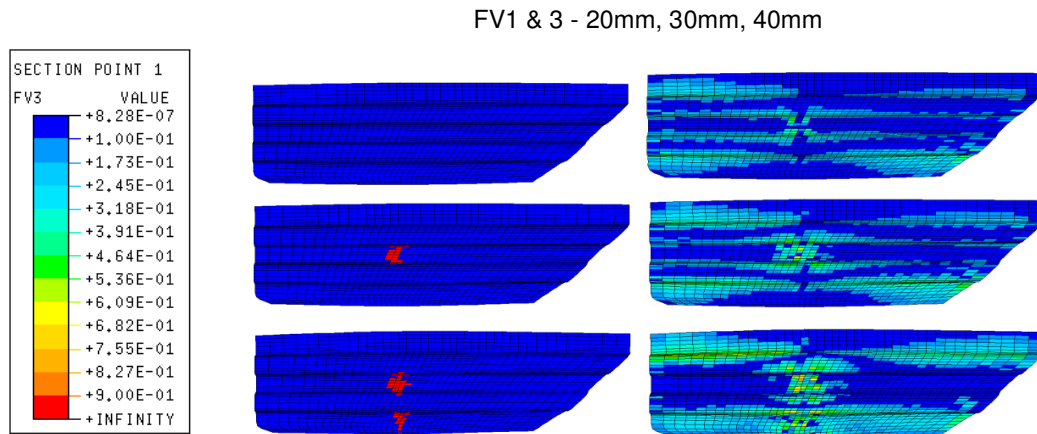 FV1 & 3 - 20mm, 30mm, 40mm
SECTION POINT 1
FV3 VALUE
+8.28E-07
+1.00E-01
+1.73E-01
+2.45E-01
+3.18E-01
+3.91E-01
+4.64E-01
+5.36E-01
+6.09E-01
+6.82E-01
+7.55E-01
+8.27E-01
+9.00E-01
+INFINITY